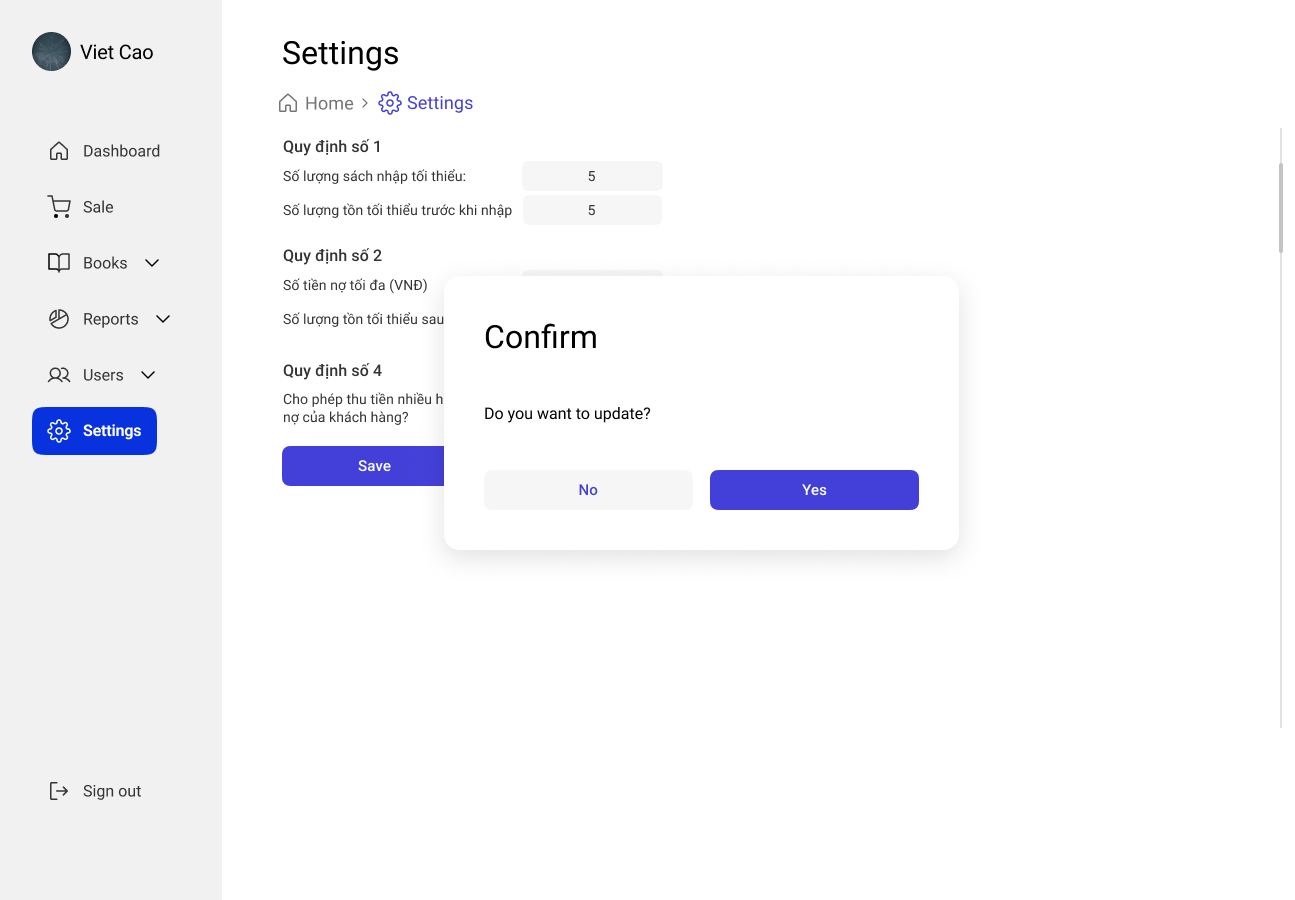 Viet Cao
Dashboard
Sale
Books
Reports
Users
Settings
Sign out
Settings
Home
Settings
Quy định số 1
Số lượng sách nhập tối thiểu:
5
Số lượng tồn tối thiểu trước khi nhập
5
Quy định số 2
Số tiền nợ tối đa (VNĐ)
Số lượng tồn tối thiểu sau
Quy định số 4
Cho phép thu tiền nhiều
nợ của khách hàng?
Save
Confirm
Do you want to update?
No
Yes